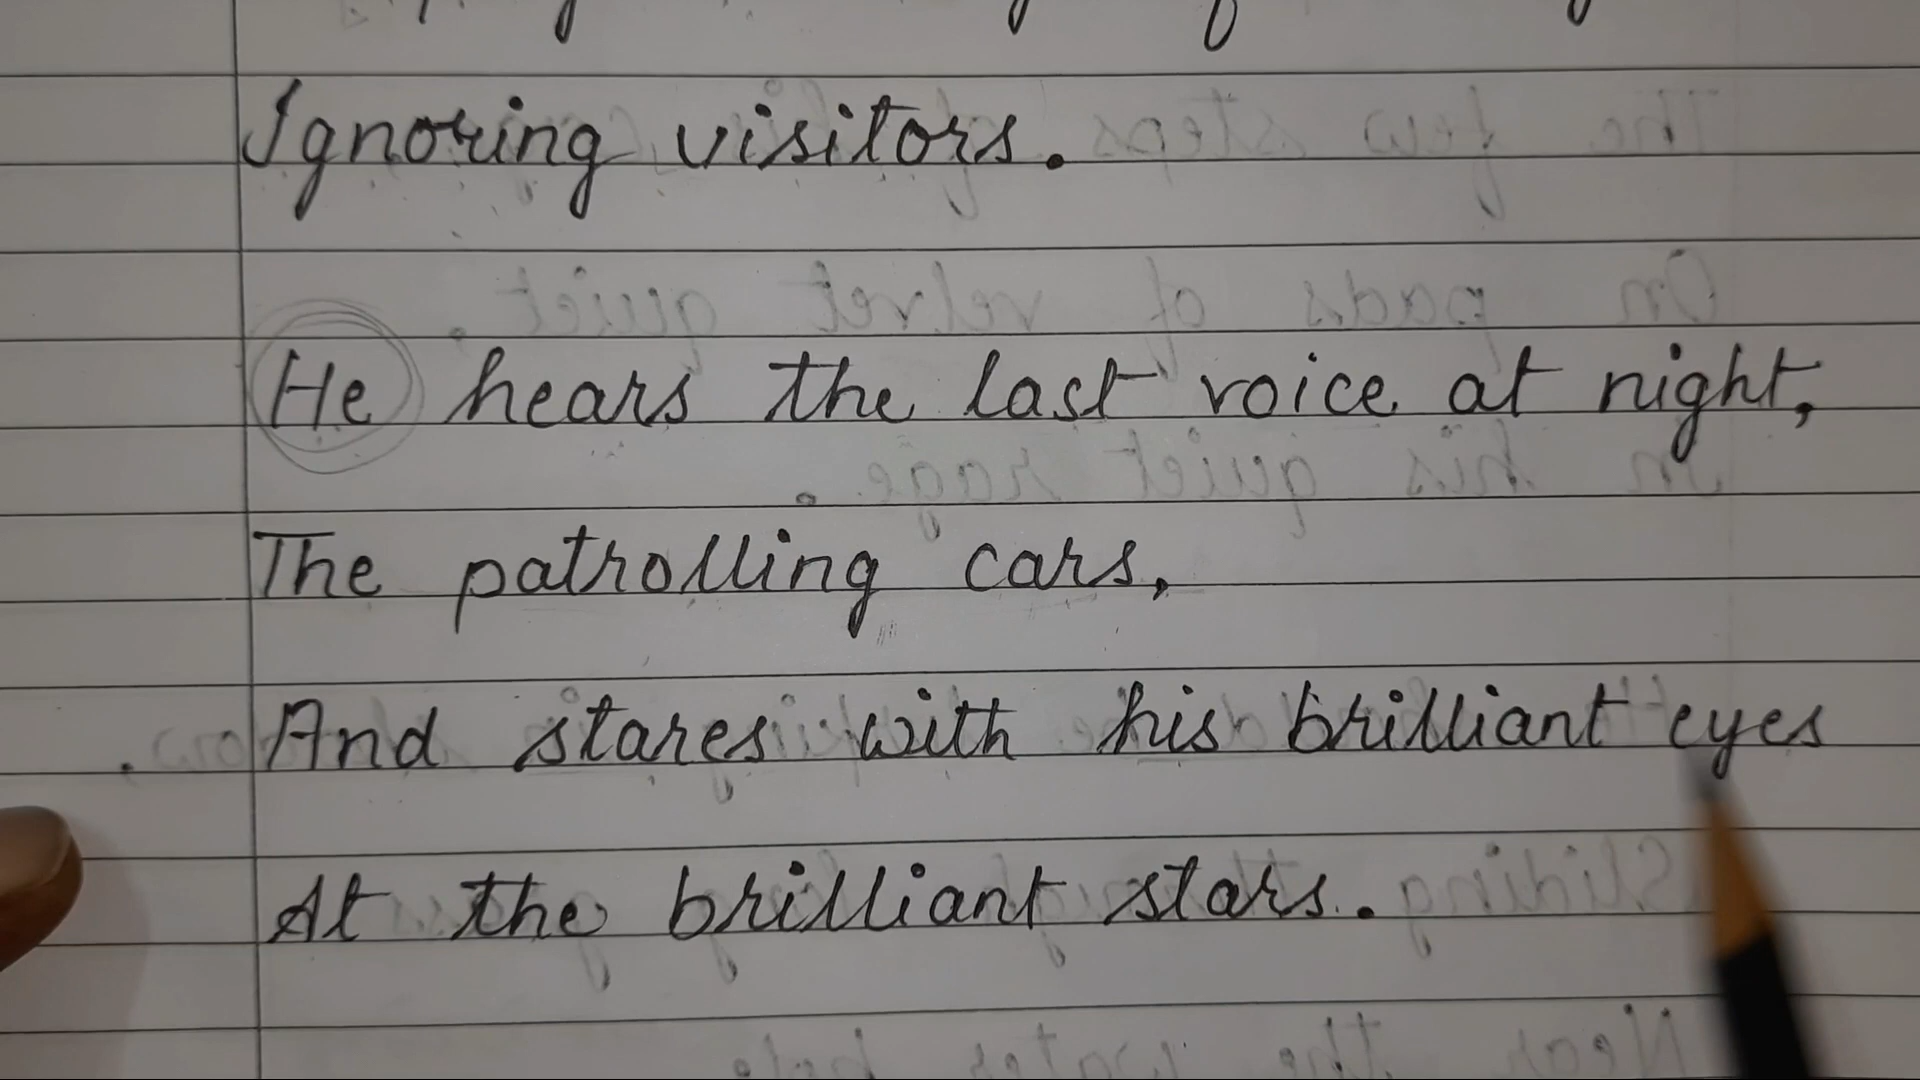 Ignoring visitors.
He hears the last voice at night,
The patrolling cars,
And stares with his brilliant eyes
At the brilliant stars.